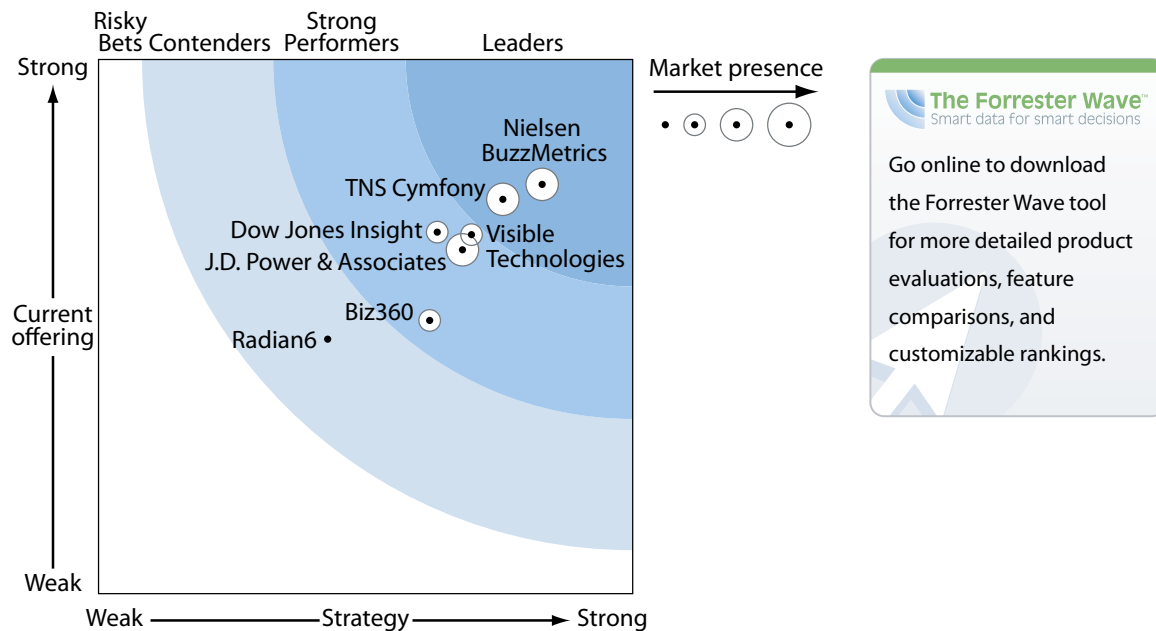 Risky
Bets
Contenders
Strong
Performers
Leaders
Strong
Current
offering
Weak
Weak
Strategy
Strong
Nielsen
BuzzMetrics
TNS Cymfony
Dow Jones Insight
Visible
Technologies
J.D. Power & Associates
Biz360
Radian6
Market presence
The Forrester Wave™
Smart data for smart decisions
Go online to download
the Forrester Wave tool
for more detailed product
evaluations, feature
comparisons, and
customizable rankings.